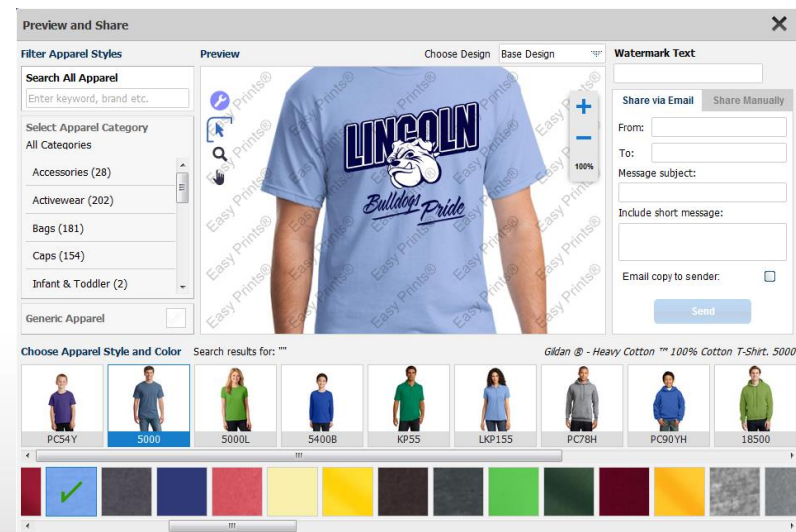 Preview and Share
Filter Apparel Styles
Preview
Choose Design
Base Design
Watermark Text
Search All Apparel
Enter keyword, brand etc.
Select Apparel Category
All Categories
Accessories (28)
Activewear (202)
Bags (181)
Caps (154)
Infant & Toddler (2)
Generic Apparel
Easy Prints®
LINCOLN
Bulldogs Pride
100%
Share via Email
Share Manually
From:
To:
Message subject:
Include short message:
Email copy to sender:
Send
Choose Apparel Style and Color
Search results for: ""
Gildan ® - Heavy Cotton ™ 100% Cotton T-Shirt. 5000
PC54Y
5000
5000L
5400B
KP55
LKP155
PC78H
PC90YH
18500